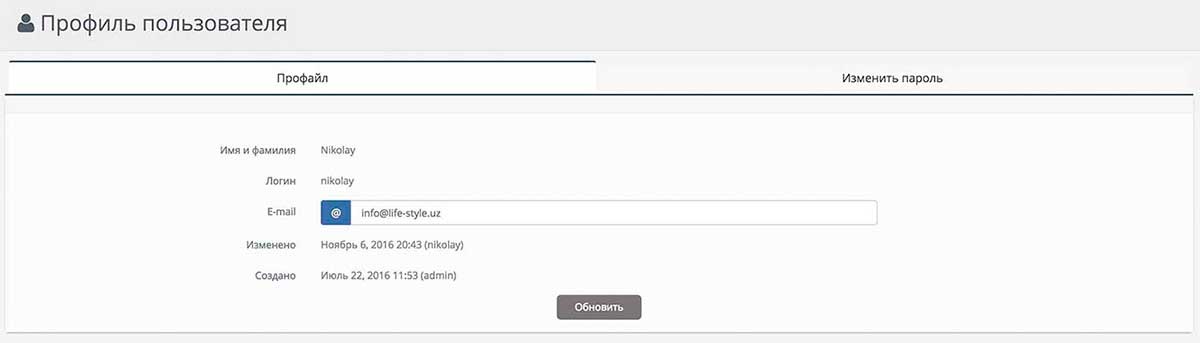 Профиль пользователя
Профайл Изменить пароль
Имя и фамилия Nikolay
Логин nikolay
E-mail @ info@life-style.uz
Изменено Ноябрь 6, 2016 20:43 (nikolay)
Создано Июль 22, 2016 11:53 (admin)
Обновить